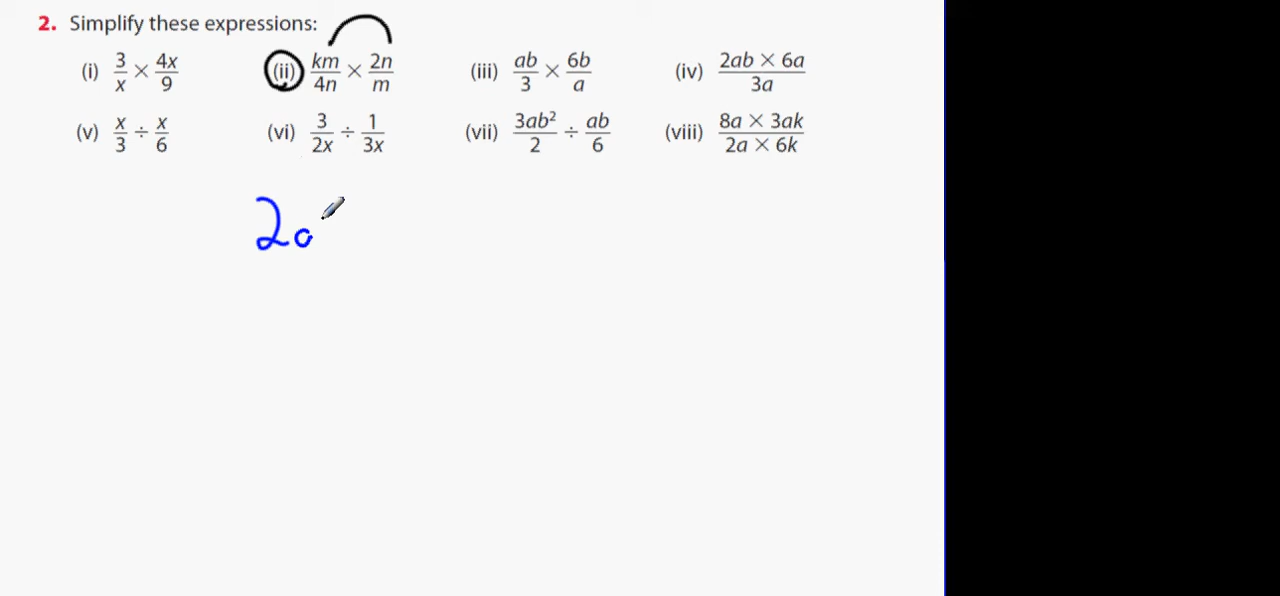 2. Simplify these expressions:
(i) 3/x × 4x/9 (ii) km/4n × 2n/m (iii) ab/3 × 6b/a (iv) (2ab × 6a)/3a
(v) x/3 ÷ x/6 (vi) 3/2x ÷ 1/3x (vii) 3ab²/2 ÷ ab/6 (viii) (8a × 3ak)/(2a × 6k)
2